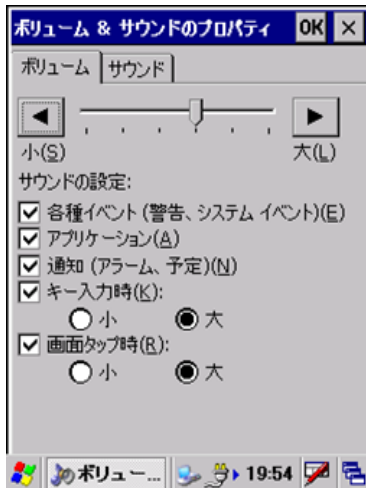 ボリューム & サウンドのプロパティ OK ×
ボリューム サウンド
小(S) 大(L)
サウンドの設定:
各種イベント (警告、システム イベント)(E)
アプリケーション(A)
通知 (アラーム、予定)(N)
キー入力時(K):
小 大
画面タップ時(R):
小 大
ボリュー... 19:54